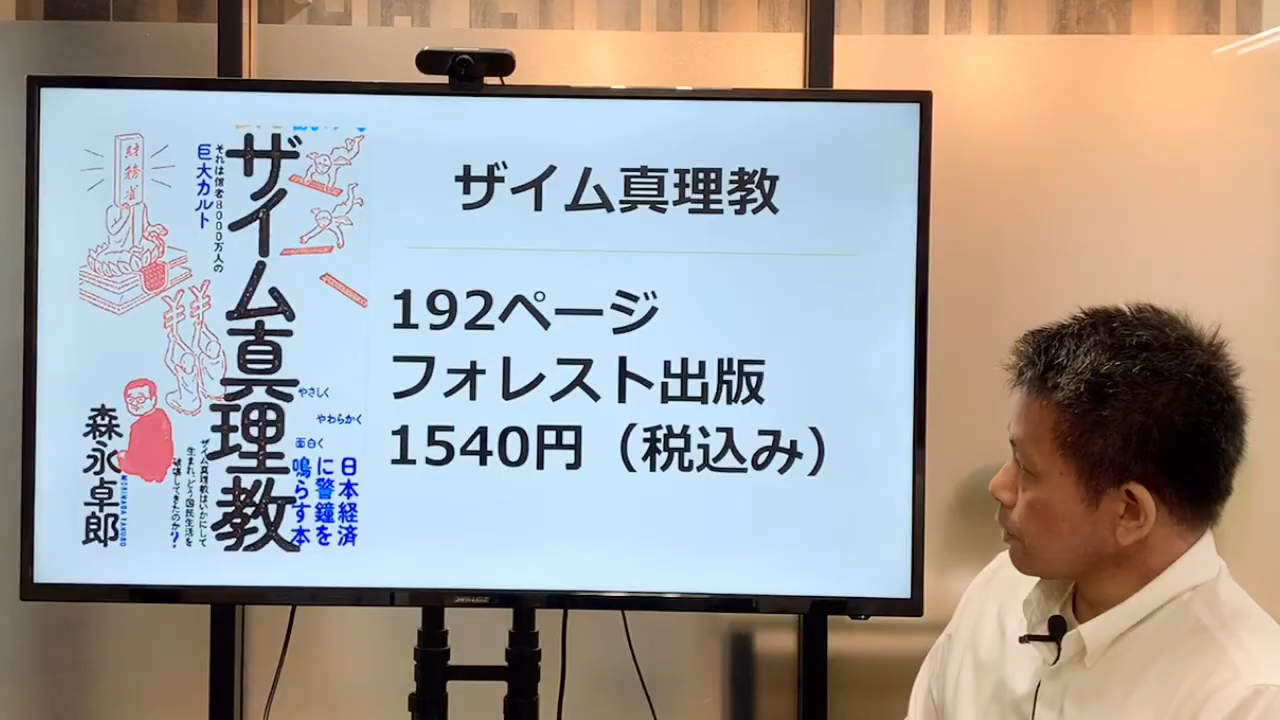 ザイム真理教
それは信者8000万人の
巨大カルト
財務省
やさしく
やわらかく
面白く
日本経済
に警鐘を
鳴らす本
森永卓郎
MORINAGA TAKURO
ザイム真理教はいかにして
生まれ、どう国民生活を
破壊してきたのか?
ザイム真理教
192ページ
フォレスト出版
1540円（税込み）